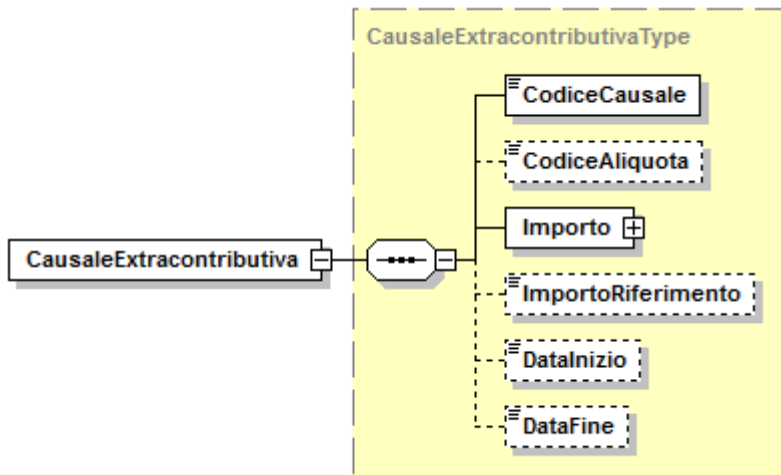 CausaleExtracontributivaType
CodiceCausale
CodiceAliquota
CausaleExtracontributiva
Importo
ImportoRiferimento
DataInizio
DataFine